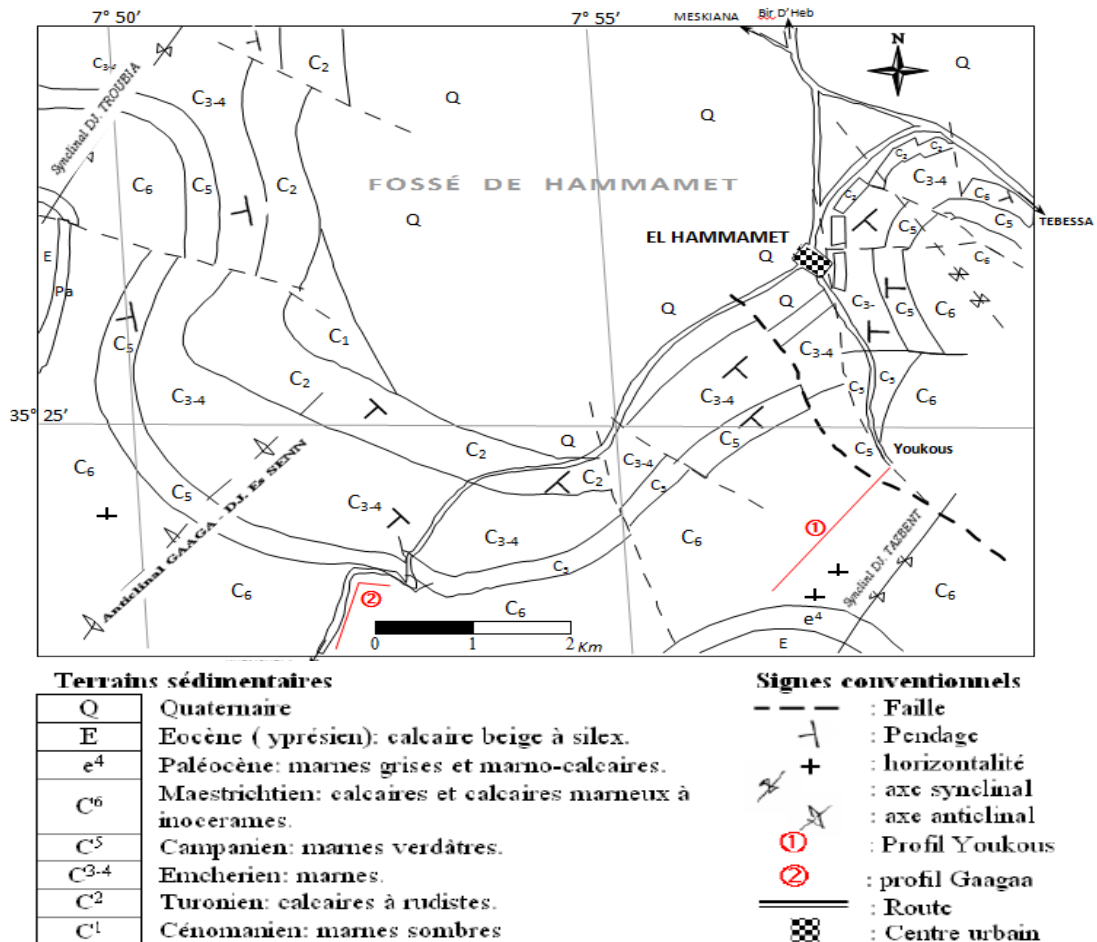 7° 50’
7° 55’
MESKIANA
Bir D’Heb
N
C3-4
C2
Q
Q
Synclinal DJ. TROUBIA
C3-4
Q
C6
C5
C2
FOSSÉ DE HAMMAMET
Q
C2
C2
C3-4
C2
C6
C5
TEBESSA
EL HAMMAMET
Q
C5
C6
E
Pa
C5
C1
Q
Q
C3-
C5
C6
C3-4
C2
C3-4
C3-4
C5
C5
C6
35° 25’
C5
C2
Q
C5
Youkous
C6
C5
C3-4
C2
C3-4
C5
C3-4
C6
①
Anticlinal GAAGA - DJ. Es SENN
C5
Synclinal DJ. TAZBENT
C6
②
C6
C6
e4
E
0 1 2 Km
Terrains sédimentaires
Q Quaternaire
E Eocène ( yprésien): calcaire beige à silex.
e4 Paléocène: marnes grises et marno-calcaires.
C6 Maestrichtien: calcaires et calcaires marneux à
inocerames.
C5 Campanien: marnes verdâtres.
C3-4 Emcherien: marnes.
C2 Turonien: calcaires à rudistes.
C1 Cénomanien: marnes sombres
Signes conventionnels
: Faille
: Pendage
: horizontalité
: axe synclinal
: axe anticlinal
① : Profil Youkous
② : profil Gaagaa
: Route
: Centre urbain